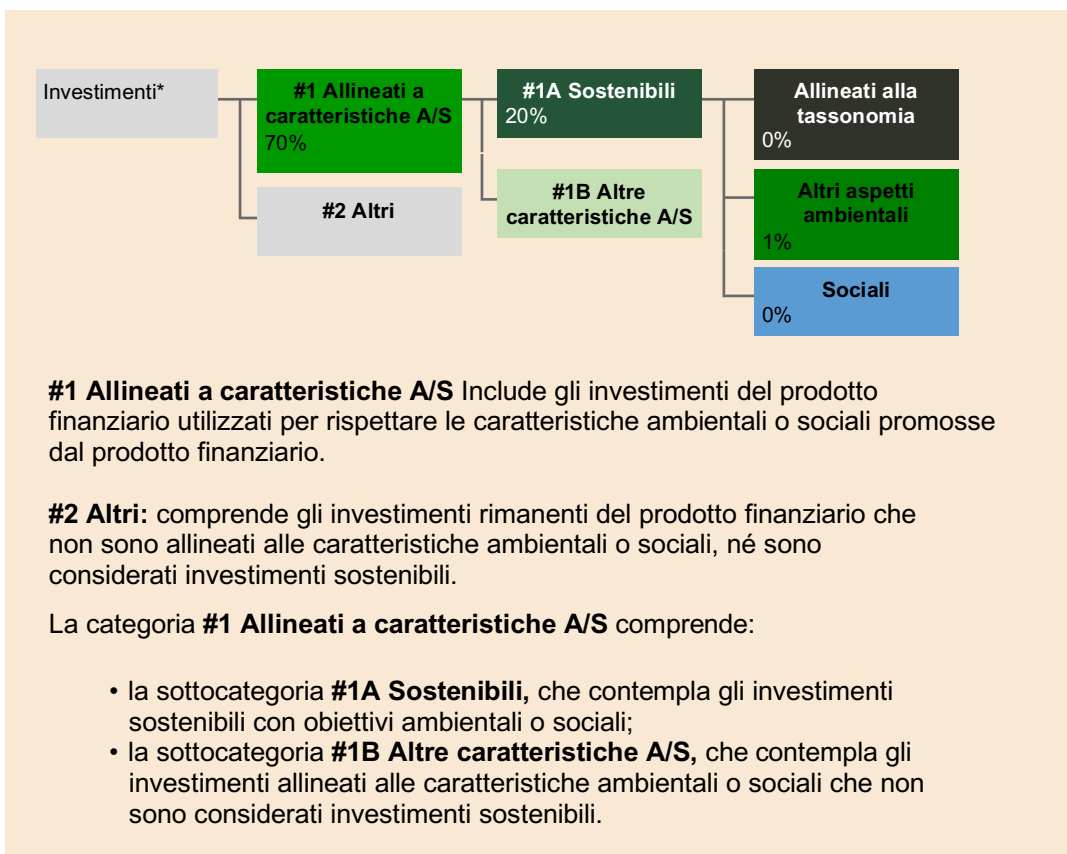 Investimenti*
#1 Allineati a
caratteristiche A/S
70%
#2 Altri
#1A Sostenibili
20%
#1B Altre
caratteristiche A/S
Allineati alla
tassonomia
0%
Altri aspetti
ambientali
1%
Sociali
0%
#1 Allineati a caratteristiche A/S Include gli investimenti del prodotto
finanziario utilizzati per rispettare le caratteristiche ambientali o sociali promosse
dal prodotto finanziario.
#2 Altri: comprende gli investimenti rimanenti del prodotto finanziario che
non sono allineati alle caratteristiche ambientali o sociali, né sono
considerati investimenti sostenibili.
La categoria #1 Allineati a caratteristiche A/S comprende:
• la sottocategoria #1A Sostenibili, che contempla gli investimenti
sostenibili con obiettivi ambientali o sociali;
• la sottocategoria #1B Altre caratteristiche A/S, che contempla gli
investimenti allineati alle caratteristiche ambientali o sociali che non
sono considerati investimenti sostenibili.